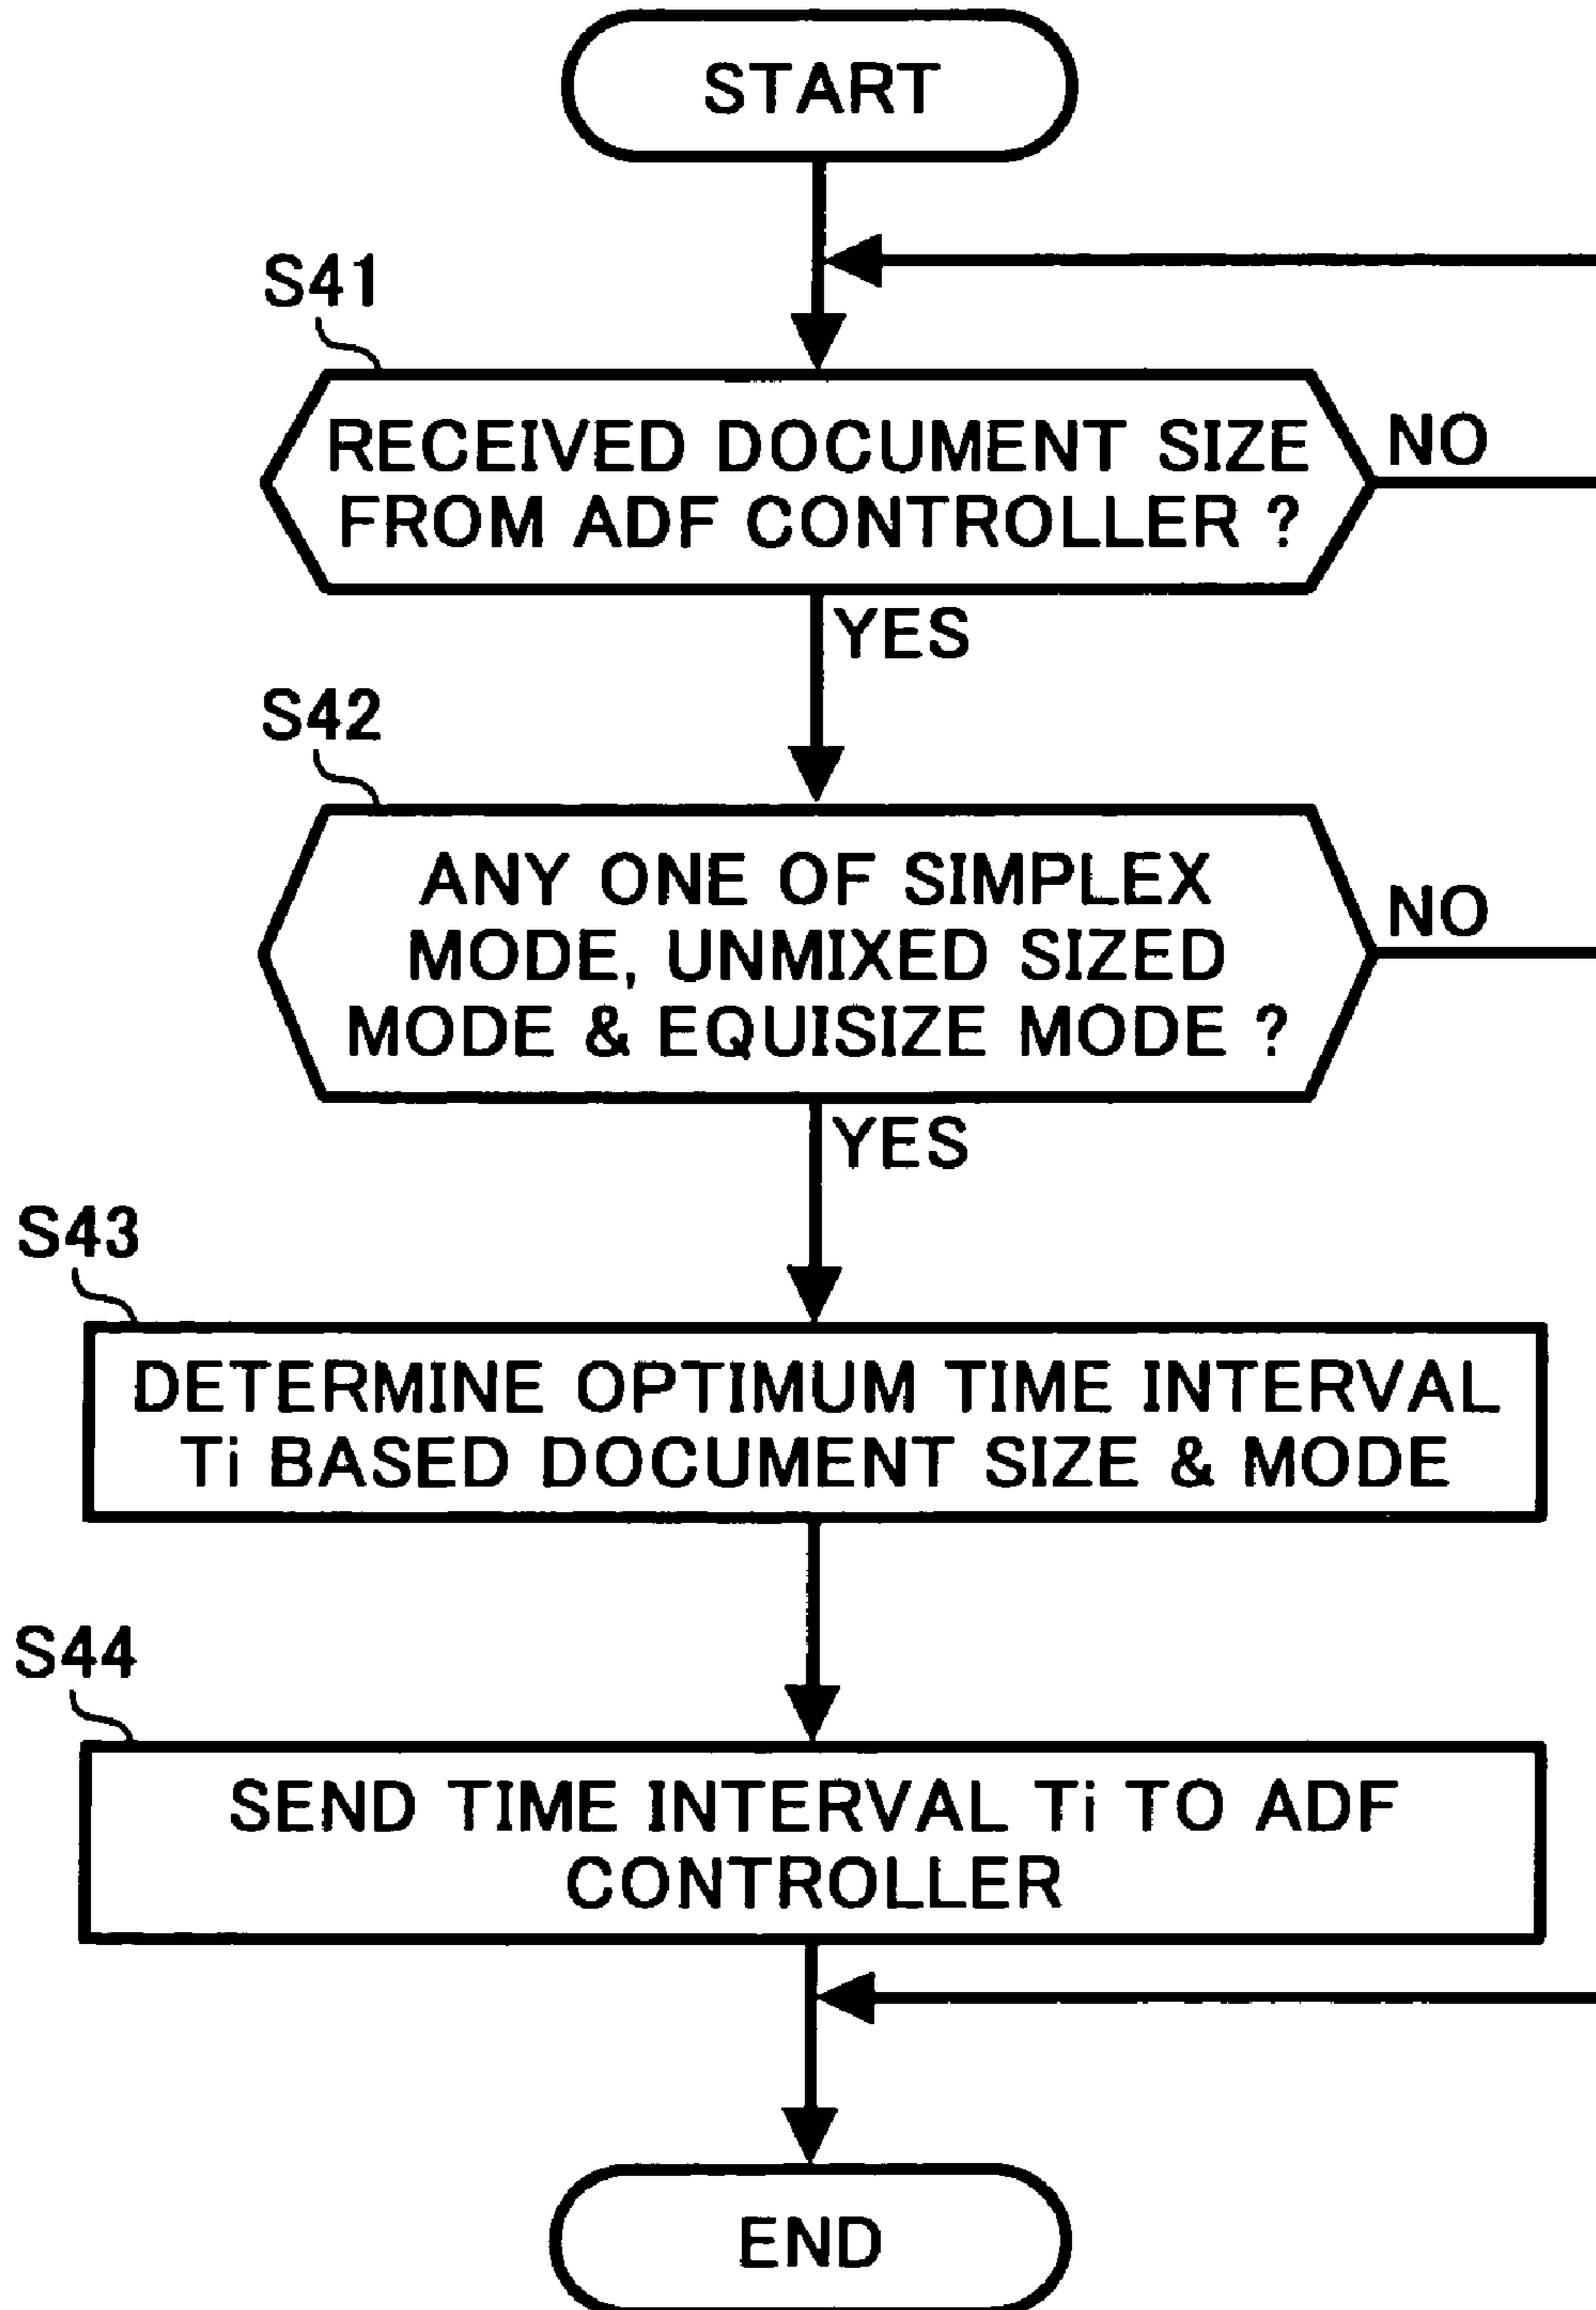 START
S41
RECEIVED DOCUMENT SIZE
FROM ADF CONTROLLER ?
NO
YES
S42
ANY ONE OF SIMPLEX
MODE, UNMIXED SIZED
MODE & EQUISIZE MODE ?
NO
YES
S43
DETERMINE OPTIMUM TIME INTERVAL
Ti BASED DOCUMENT SIZE & MODE
S44
SEND TIME INTERVAL Ti TO ADF
CONTROLLER
END